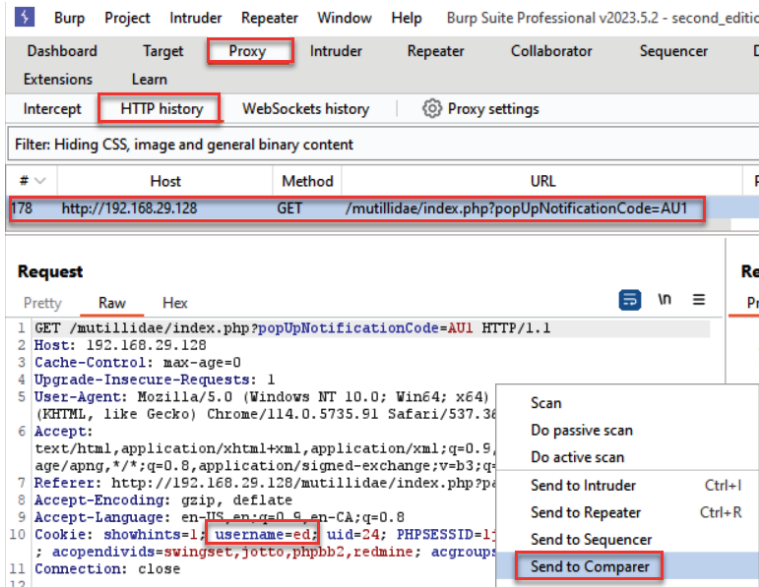 Burp Project Intruder Repeater Window Help Burp Suite Professional v2023.5.2 - second_editio
Dashboard Target Proxy Intruder Repeater Collaborator Sequencer
Extensions Learn
Intercept HTTP history WebSockets history Proxy settings
Filter: Hiding CSS, image and general binary content
# Host Method URL
178 http://192.168.29.128 GET /mutillidae/index.php?popUpNotificationCode=AU1
Request Re
Pretty Raw Hex \n Pr
1 GET /mutillidae/index.php?popUpNotificationCode=AU1 HTTP/1.1
2 Host: 192.168.29.128
3 Cache-Control: max-age=0
4 Upgrade-Insecure-Requests: 1
5 User-Agent: Mozilla/5.0 (Windows NT 10.0; Win64; x64)
(KHTML, like Gecko) Chrome/114.0.5735.91 Safari/537.36
6 Accept:
text/html,application/xhtml+xml,application/xml;q=0.9,
age/apng,*/*;q=0.8,application/signed-exchange;v=b3;q=
7 Referer: http://192.168.29.128/mutillidae/index.php?pa
8 Accept-Encoding: gzip, deflate
9 Accept-Language: en-US,en;q=0.9,en-CA;q=0.8
10 Cookie: showhints=1; username=ed; uid=24; PHPSESSID=1j
; acopendivids=swingset,jotto,phpbb2,redmine; acgroups
11 Connection: close
12
Scan
Do passive scan
Do active scan
Send to Intruder Ctrl+I
Send to Repeater Ctrl+R
Send to Sequencer
Send to Comparer